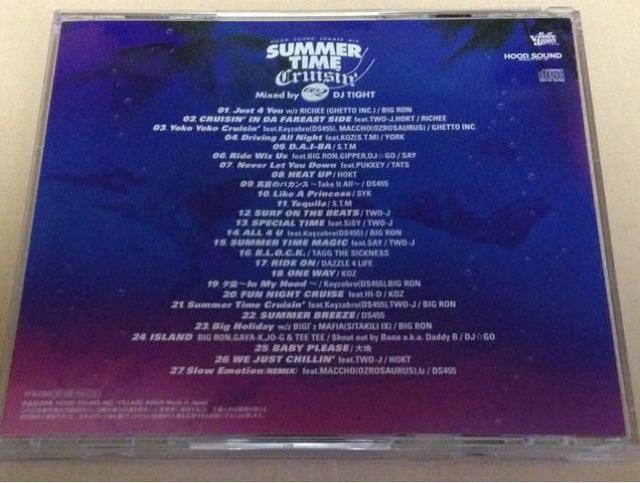 HOOD SOUND SUMMER MIX
SUMMER
TIME
Cruisin'
Mixed by DJ TIGHT
Village Again
HOOD SOUND
01. Just 4 You w/z RICHEE (GHETTO INC.) / BIG RON
02. CRUISIN' IN DA FAREAST SIDE feat.TWO-J,HOKT / RICHEE
03. Yoko Yoko Cruisin' feat.Kayzabro(DS455), MACCHO(OZROSAURUS) / GHETTO INC.
04. Driving All Night feat.KOZ(S.T.M) / YORK
05. D.A.I-BA / S.T.M
06. Ride Wiz Us feat.BIG RON,GIPPER,DJ☆GO / SAY
07. Never Let You Down feat.PUKKEY / TATS
08. HEAT UP / HOKT
09. 真夏のバカンス ~Take It All~ / DS455
10. Like A Princess / SYK
11. Tequila / S.T.M
12. SURF ON THE BEATS / TWO-J
13. SPECIAL TIME feat.SiSY / TWO-J
14. ALL 4 U feat.Kayzabro(DS455) / BIG RON
15. SUMMER TIME MAGIC feat.SAY / TWO-J
16. B.L.O.C.K. / TAGG THE SICKNESS
17. RIDE ON / DAZZLE 4 LIFE
18. ONE WAY / KOZ
19. 夕凪~In My Hood ~ / Kayzabro(DS455),BIG RON
20. FUN NIGHT CRUISE feat.HI-D / KOZ
21. Summer Time Cruisin' feat.Kayzabro(DS455),TWO-J / BIG RON
22. SUMMER BREEZE / DS455
23. Big Holiday w/z BIGΓz MAFIA(SITAKILI IX) / BIG RON
24. ISLAND BIG RON,GAYA-K,JO-G & TEE TEE / Shout out by Bana a.k.a. Daddy B / DJ☆GO
25. BABY PLEASE / 大地
26. WE JUST CHILLIN' feat.TWO-J / HOKT
27. Slow Emotion(REMIX) feat.MACCHO(OZROSAURUS),Iz / DS455